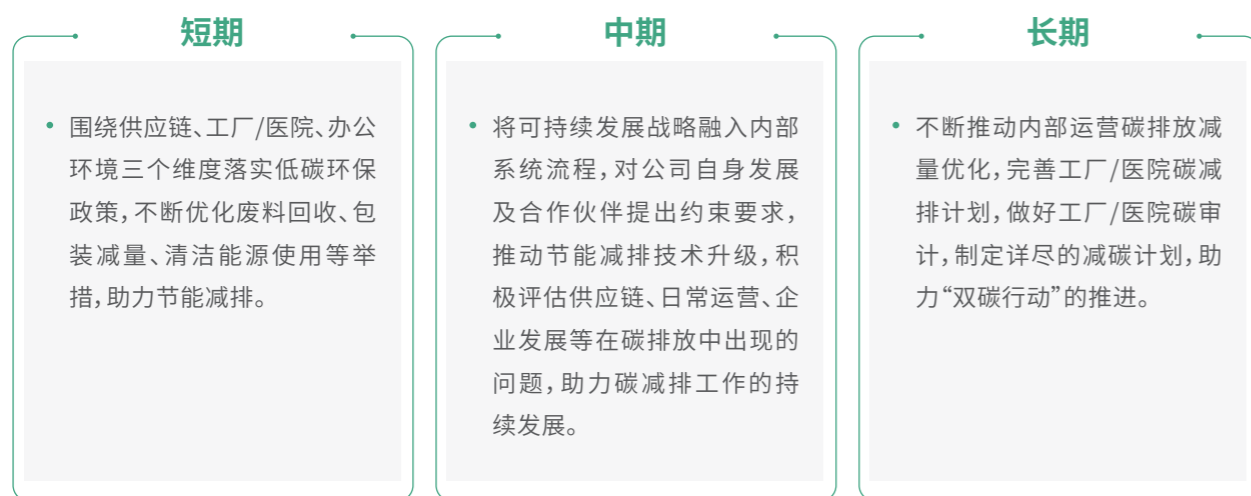 短期
围绕供应链、工厂/医院、办公
环境三个维度落实低碳环保
政策，不断优化废料回收、包
装减量、清洁能源使用等举
措，助力节能减排。
中期
将可持续发展战略融入内部
系统流程，对公司自身发展
及合作伙伴提出约束要求，
推动节能减排技术升级，积
极评估供应链、日常运营、企
业发展等在碳排放中出现的
问题，助力碳减排工作的持
续发展。
长期
不断推动内部运营碳排放减
量优化，完善工厂/医院碳减
排计划，做好工厂/医院碳审
计，制定详尽的减碳计划，助
力“双碳行动”的推进。